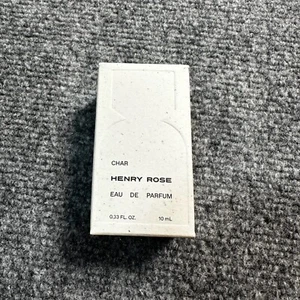 CHAR
HENRY ROSE
EAU DE PARFUM
0.33 FL. OZ. 10 mL